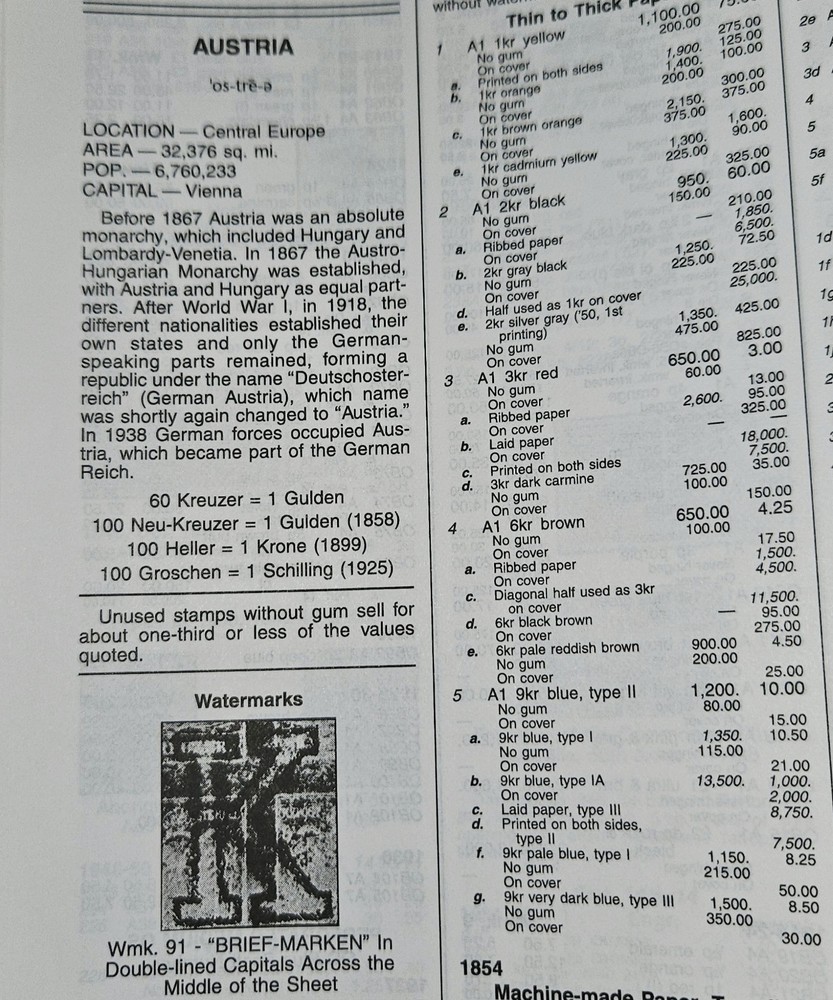 AUSTRIA
'os-trē-ə
LOCATION — Central Europe
AREA — 32,376 sq. mi.
POP. — 6,760,233
CAPITAL — Vienna
Before 1867 Austria was an absolute
monarchy, which included Hungary and
Lombardy-Venetia. In 1867 the Austro-
Hungarian Monarchy was established,
with Austria and Hungary as equal part-
ners. After World War I, in 1918, the
different nationalities established their
own states and only the German-
speaking parts remained, forming a
republic under the name "Deutschoster-
reich" (German Austria), which name
was shortly again changed to "Austria."
In 1938 German forces occupied Aus-
tria, which became part of the German
Reich.
60 Kreuzer = 1 Gulden
100 Neu-Kreuzer = 1 Gulden (1858)
100 Heller = 1 Krone (1899)
100 Groschen = 1 Schilling (1925)
Unused stamps without gum sell for
about one-third or less of the values
quoted.
Watermarks
Wmk. 91 - "BRIEF-MARKEN" In
Double-lined Capitals Across the
Middle of the Sheet
without
Thin to Thick
1 A1 1kr yellow 1,100.00
No gum 200.00
On cover 275.00
a. Printed on both sides 1,900. 125.00
b. 1kr orange 1,400. 100.00
No gum 200.00
On cover 300.00
c. 1kr brown orange 2,150. 375.00
No gum 375.00
On cover 1,600.
e. 1kr cadmium yellow 1,300. 90.00
No gum 225.00
On cover 325.00
2 A1 2kr black 950. 60.00
No gum 150.00
On cover 210.00
a. Ribbed paper — 1,850.
On cover 6,500.
b. 2kr gray black 1,250. 72.50
No gum 225.00
On cover 225.00
d. Half used as 1kr on cover 25,000.
e. 2kr silver gray ('50, 1st
printing) 1,350. 425.00
No gum 475.00
On cover 825.00
3 A1 3kr red 650.00 3.00
No gum 60.00
On cover 13.00
a. Ribbed paper 2,600. 95.00
On cover 325.00
b. Laid paper — —
On cover 18,000.
c. Printed on both sides 7,500.
d. 3kr dark carmine 725.00 35.00
No gum 100.00
On cover 150.00
4 A1 6kr brown 650.00 4.25
No gum 100.00
On cover 17.50
a. Ribbed paper 1,500.
On cover 4,500.
c. Diagonal half used as 3kr
on cover 11,500.
d. 6kr black brown — 95.00
On cover 275.00
e. 6kr pale reddish brown 900.00 4.50
No gum 200.00
On cover 25.00
5 A1 9kr blue, type II 1,200. 10.00
No gum 80.00
On cover 15.00
a. 9kr blue, type I 1,350. 10.50
No gum 115.00
On cover 21.00
b. 9kr blue, type IA 13,500. 1,000.
On cover 2,000.
c. Laid paper, type III 8,750.
d. Printed on both sides,
type II 7,500.
f. 9kr pale blue, type I 1,150. 8.25
No gum 215.00
On cover 50.00
g. 9kr very dark blue, type III 1,500. 8.50
No gum 350.00
On cover 30.00
1854
Machine-made
2e
3
3d
4
5
5a
5f
1d
1f